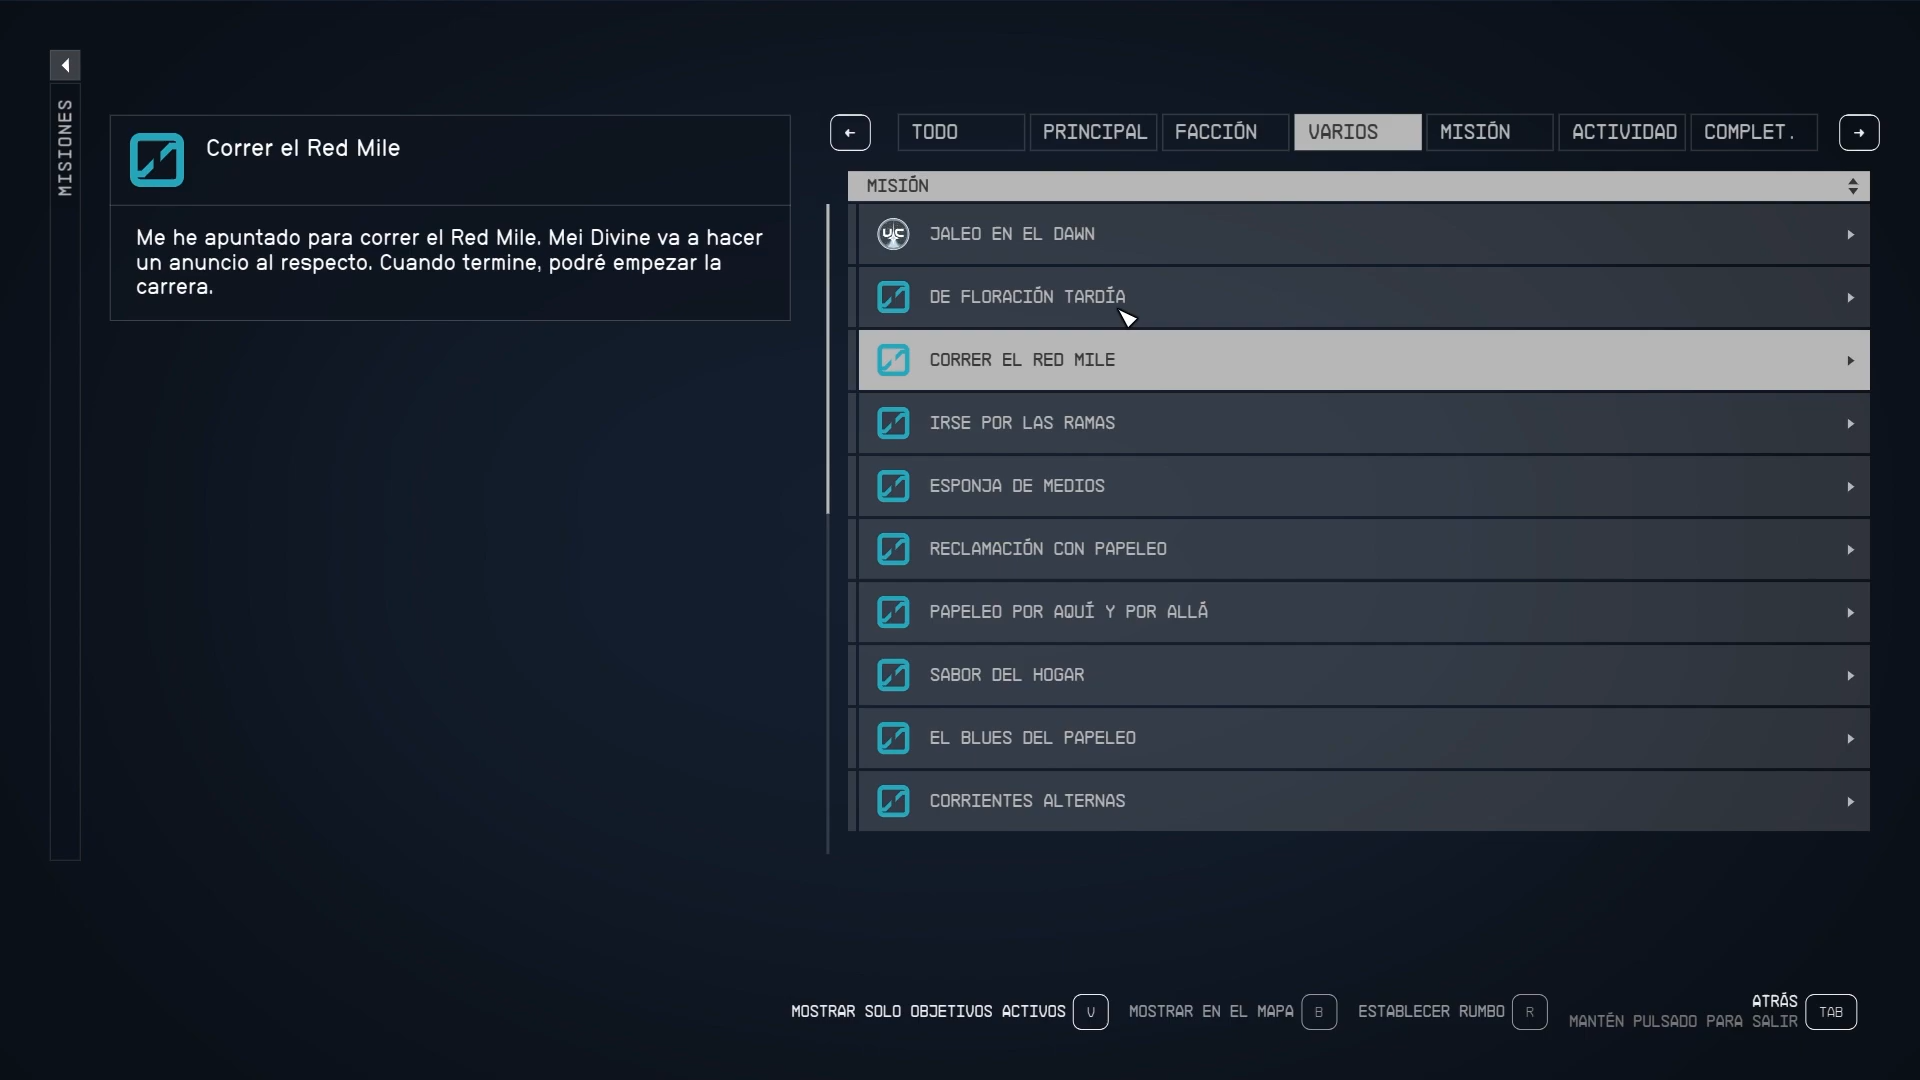 MISIONES
Correr el Red Mile
Me he apuntado para correr el Red Mile. Mei Divine va a hacer
un anuncio al respecto. Cuando termine, podré empezar la
carrera.
TODO
PRINCIPAL
FACCIÓN
VARIOS
MISIÓN
ACTIVIDAD
COMPLET.
MISIÓN
UC
JALEO EN EL DAWN
DE FLORACIÓN TARDÍA
CORRER EL RED MILE
IRSE POR LAS RAMAS
ESPONJA DE MEDIOS
RECLAMACIÓN CON PAPELEO
PAPELEO POR AQUÍ Y POR ALLÁ
SABOR DEL HOGAR
EL BLUES DEL PAPELEO
CORRIENTES ALTERNAS
MOSTRAR SOLO OBJETIVOS ACTIVOS V
MOSTRAR EN EL MAPA B
ESTABLECER RUMBO R
ATRÁS
MANTÉN PULSADO PARA SALIR
TAB